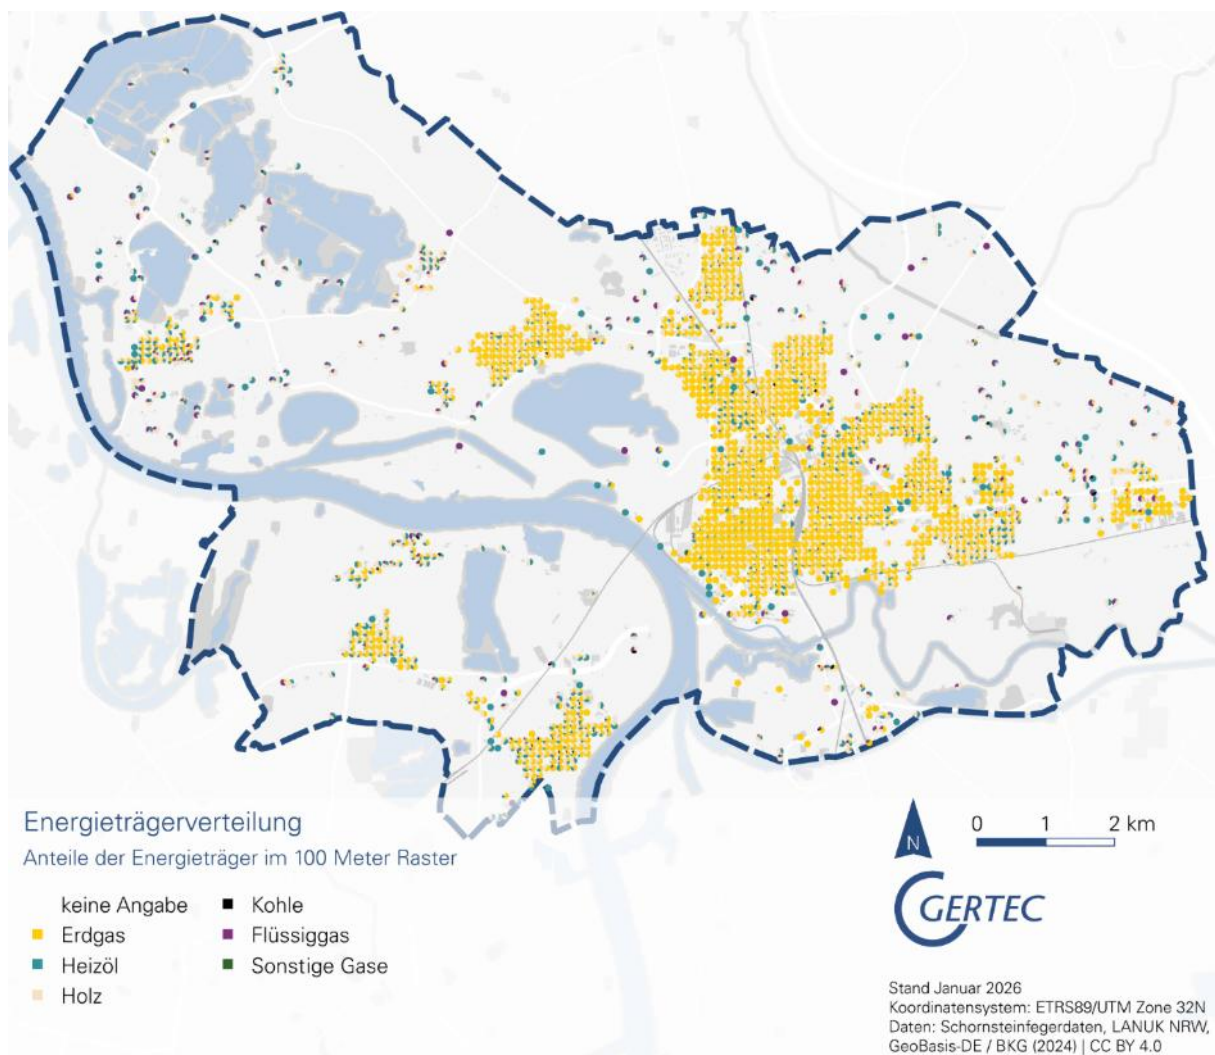 Energieträgerverteilung
Anteile der Energieträger im 100 Meter Raster
keine Angabe
Erdgas
Heizöl
Holz
Kohle
Flüssiggas
Sonstige Gase
N
0 1 2 km
GERTEC
Stand Januar 2026
Koordinatensystem: ETRS89/UTM Zone 32N
Daten: Schornsteinfegerdaten, LANUK NRW,
GeoBasis-DE / BKG (2024) | CC BY 4.0